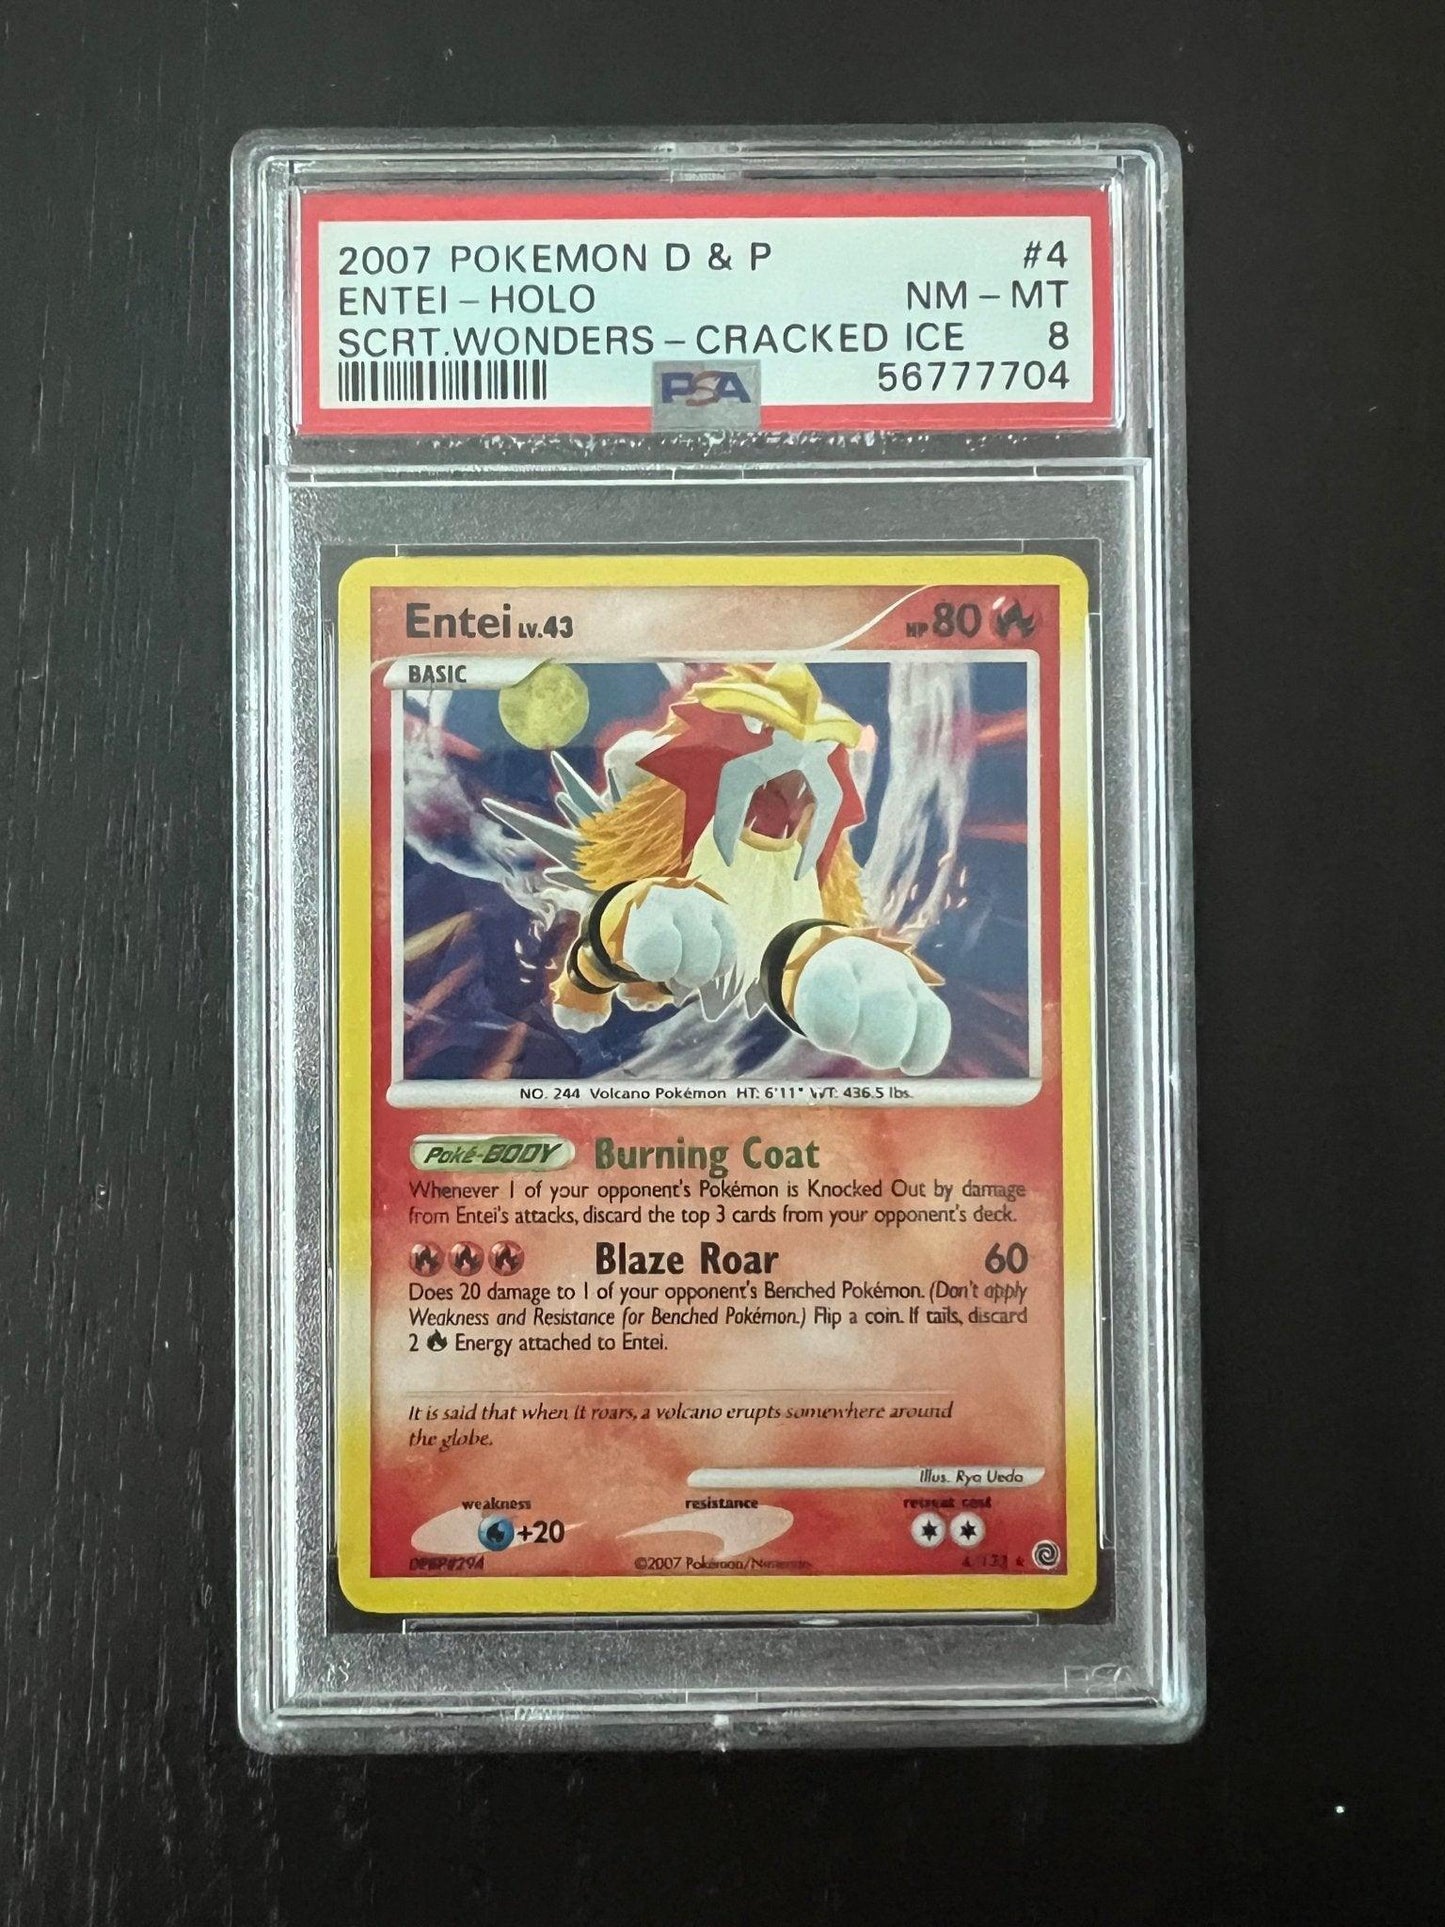 2007 POKEMON D & P #4
ENTEI - HOLO NM - MT
SCRT.WONDERS - CRACKED ICE 8
56777704
PSA
Entei LV.43 HP 80
BASIC
NO. 244 Volcano Pokémon HT: 6'11" WT: 436.5 lbs.
Poké-BODY Burning Coat
Whenever 1 of your opponent's Pokémon is Knocked Out by damage
from Entei's attacks, discard the top 3 cards from your opponent's deck.
Blaze Roar 60
Does 20 damage to 1 of your opponent's Benched Pokémon. (Don't apply
Weakness and Resistance for Benched Pokémon.) Flip a coin. If tails, discard
2 Energy attached to Entei.
It is said that when it roars, a volcano erupts somewhere around
the globe.
Illus. Ryo Ueda
weakness resistance retreat cost
+20
©2007 Pokémon/Nintendo